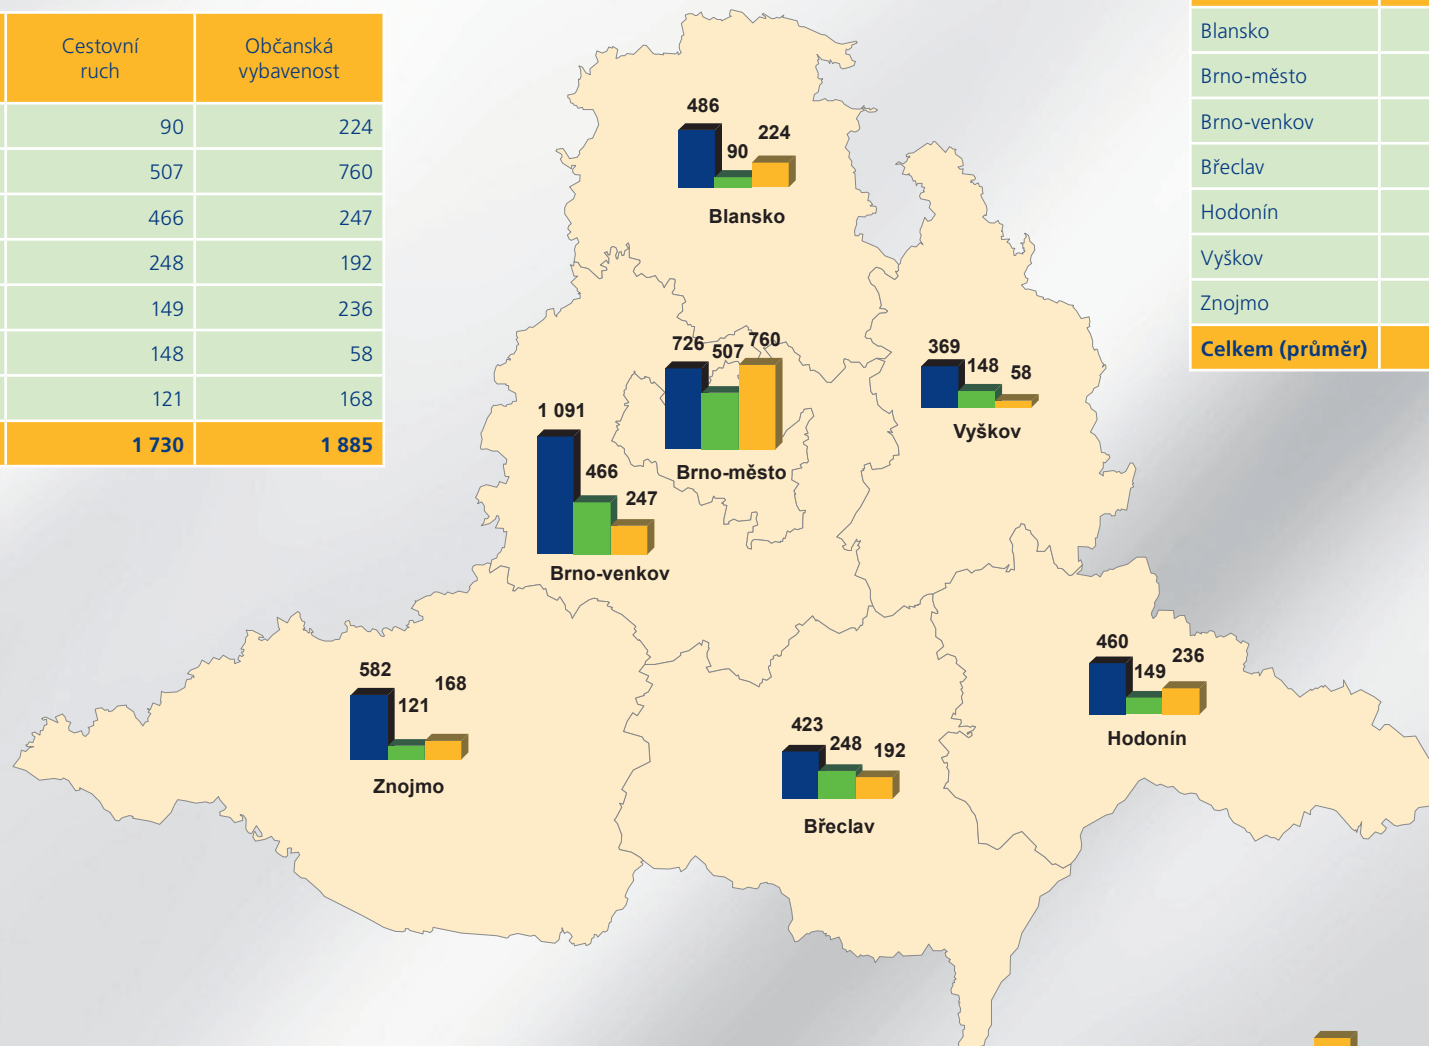 Cestovní
ruch
Občanská
vybavenost
90 224
507 760
466 247
248 192
149 236
148 58
121 168
1 730 1 885
Blansko
Brno-město
Brno-venkov
Břeclav
Hodonín
Vyškov
Znojmo
Celkem (průměr)
486
90
224
Blansko
726
507
760
Brno-město
369
148
58
Vyškov
1 091
466
247
Brno-venkov
582
121
168
Znojmo
423
248
192
Břeclav
460
149
236
Hodonín